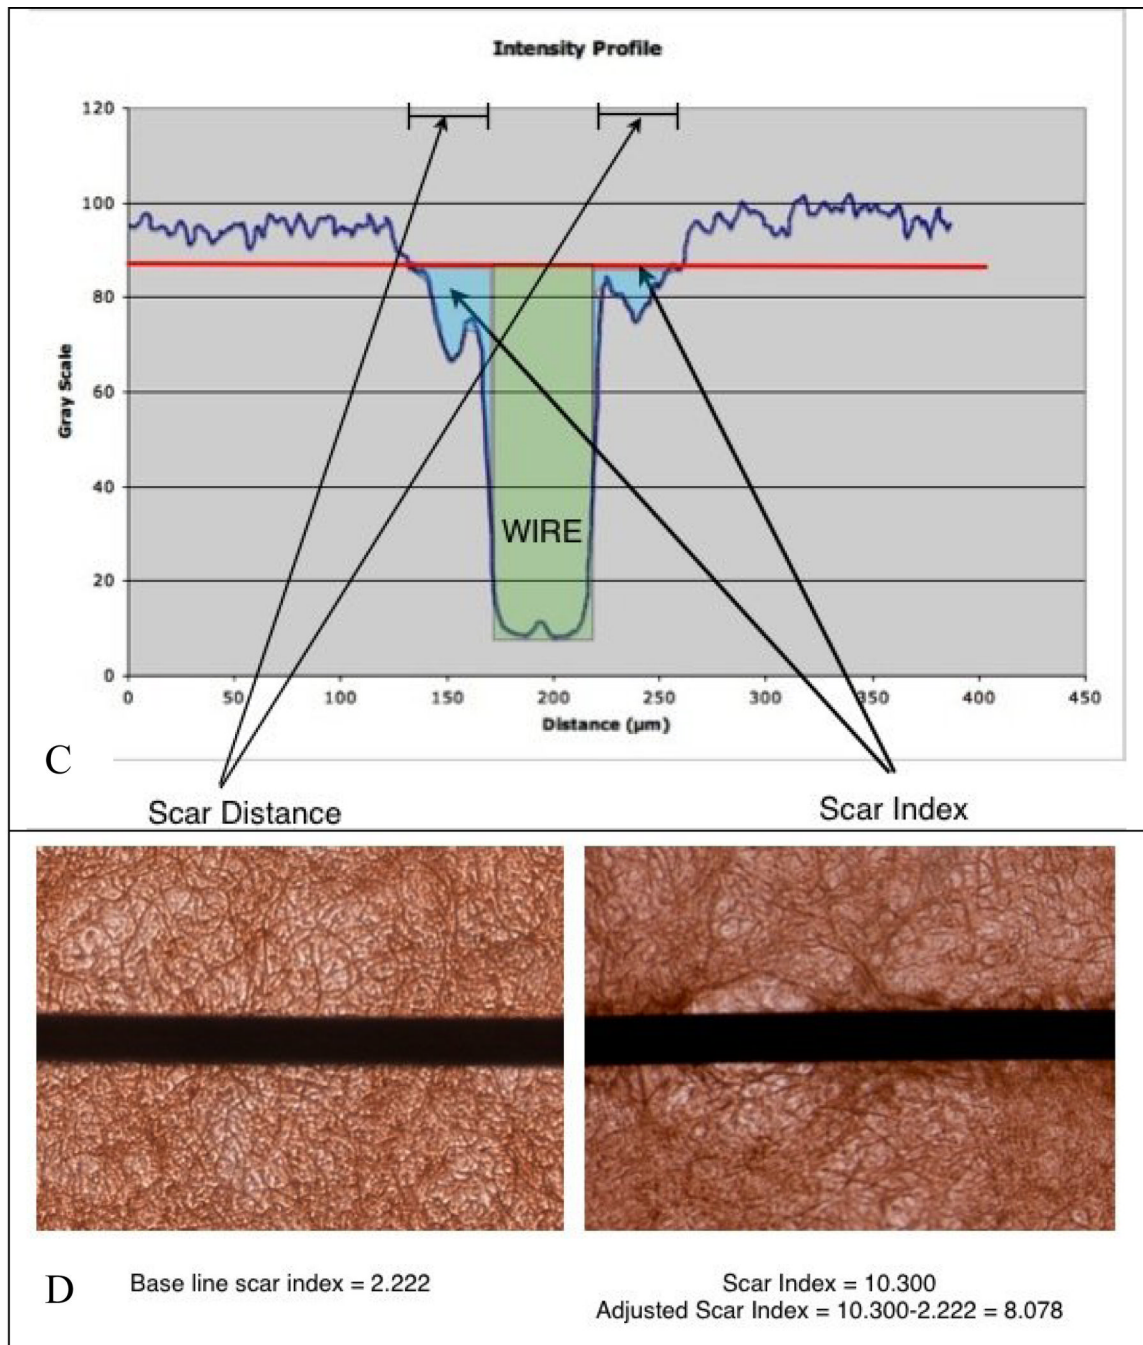 Intensity Profile
120
100
80
60
40
20
0
Gray Scale
WIRE
0 50 100 150 200 250 300 350 400 450
Distance (µm)
C
Scar Distance
Scar Index
D
Base line scar index = 2.222
Scar Index = 10.300
Adjusted Scar Index = 10.300-2.222 = 8.078